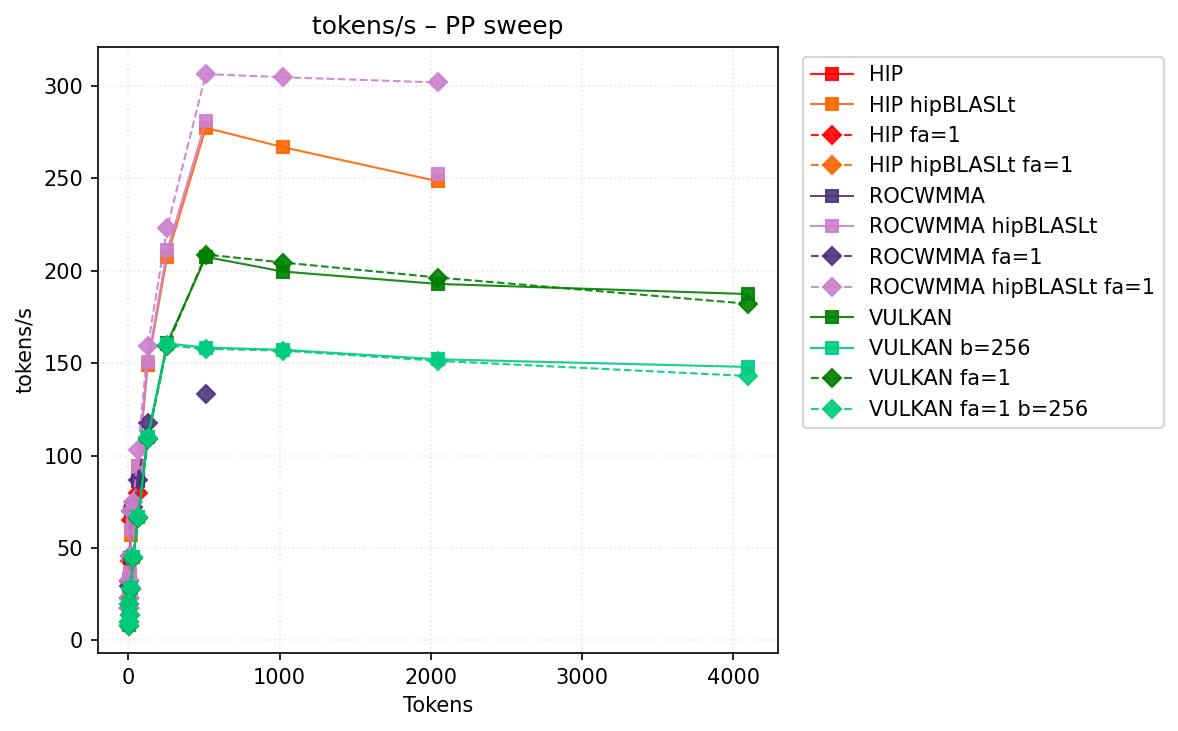 tokens/s – PP sweep
300
250
200
150
100
50
0
tokens/s
0
1000
2000
3000
4000
Tokens
HIP
HIP hipBLASLt
HIP fa=1
HIP hipBLASLt fa=1
ROCWMMA
ROCWMMA hipBLASLt
ROCWMMA fa=1
ROCWMMA hipBLASLt fa=1
VULKAN
VULKAN b=256
VULKAN fa=1
VULKAN fa=1 b=256